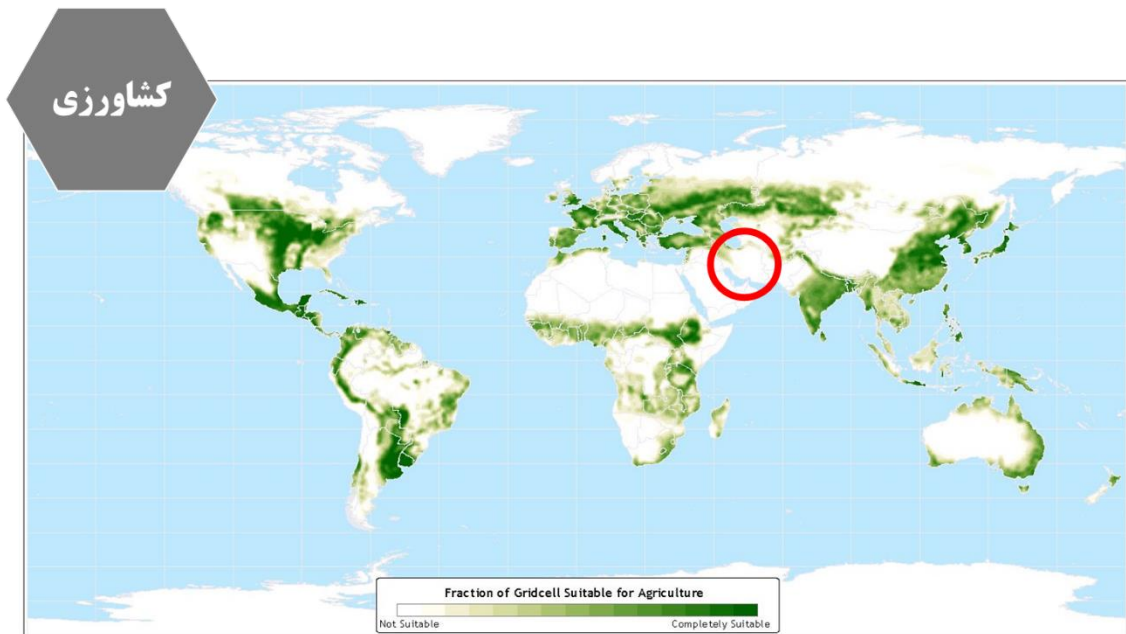 کشاورزی
Fraction of Gridcell Suitable for Agriculture
Not Suitable
Completely Suitable